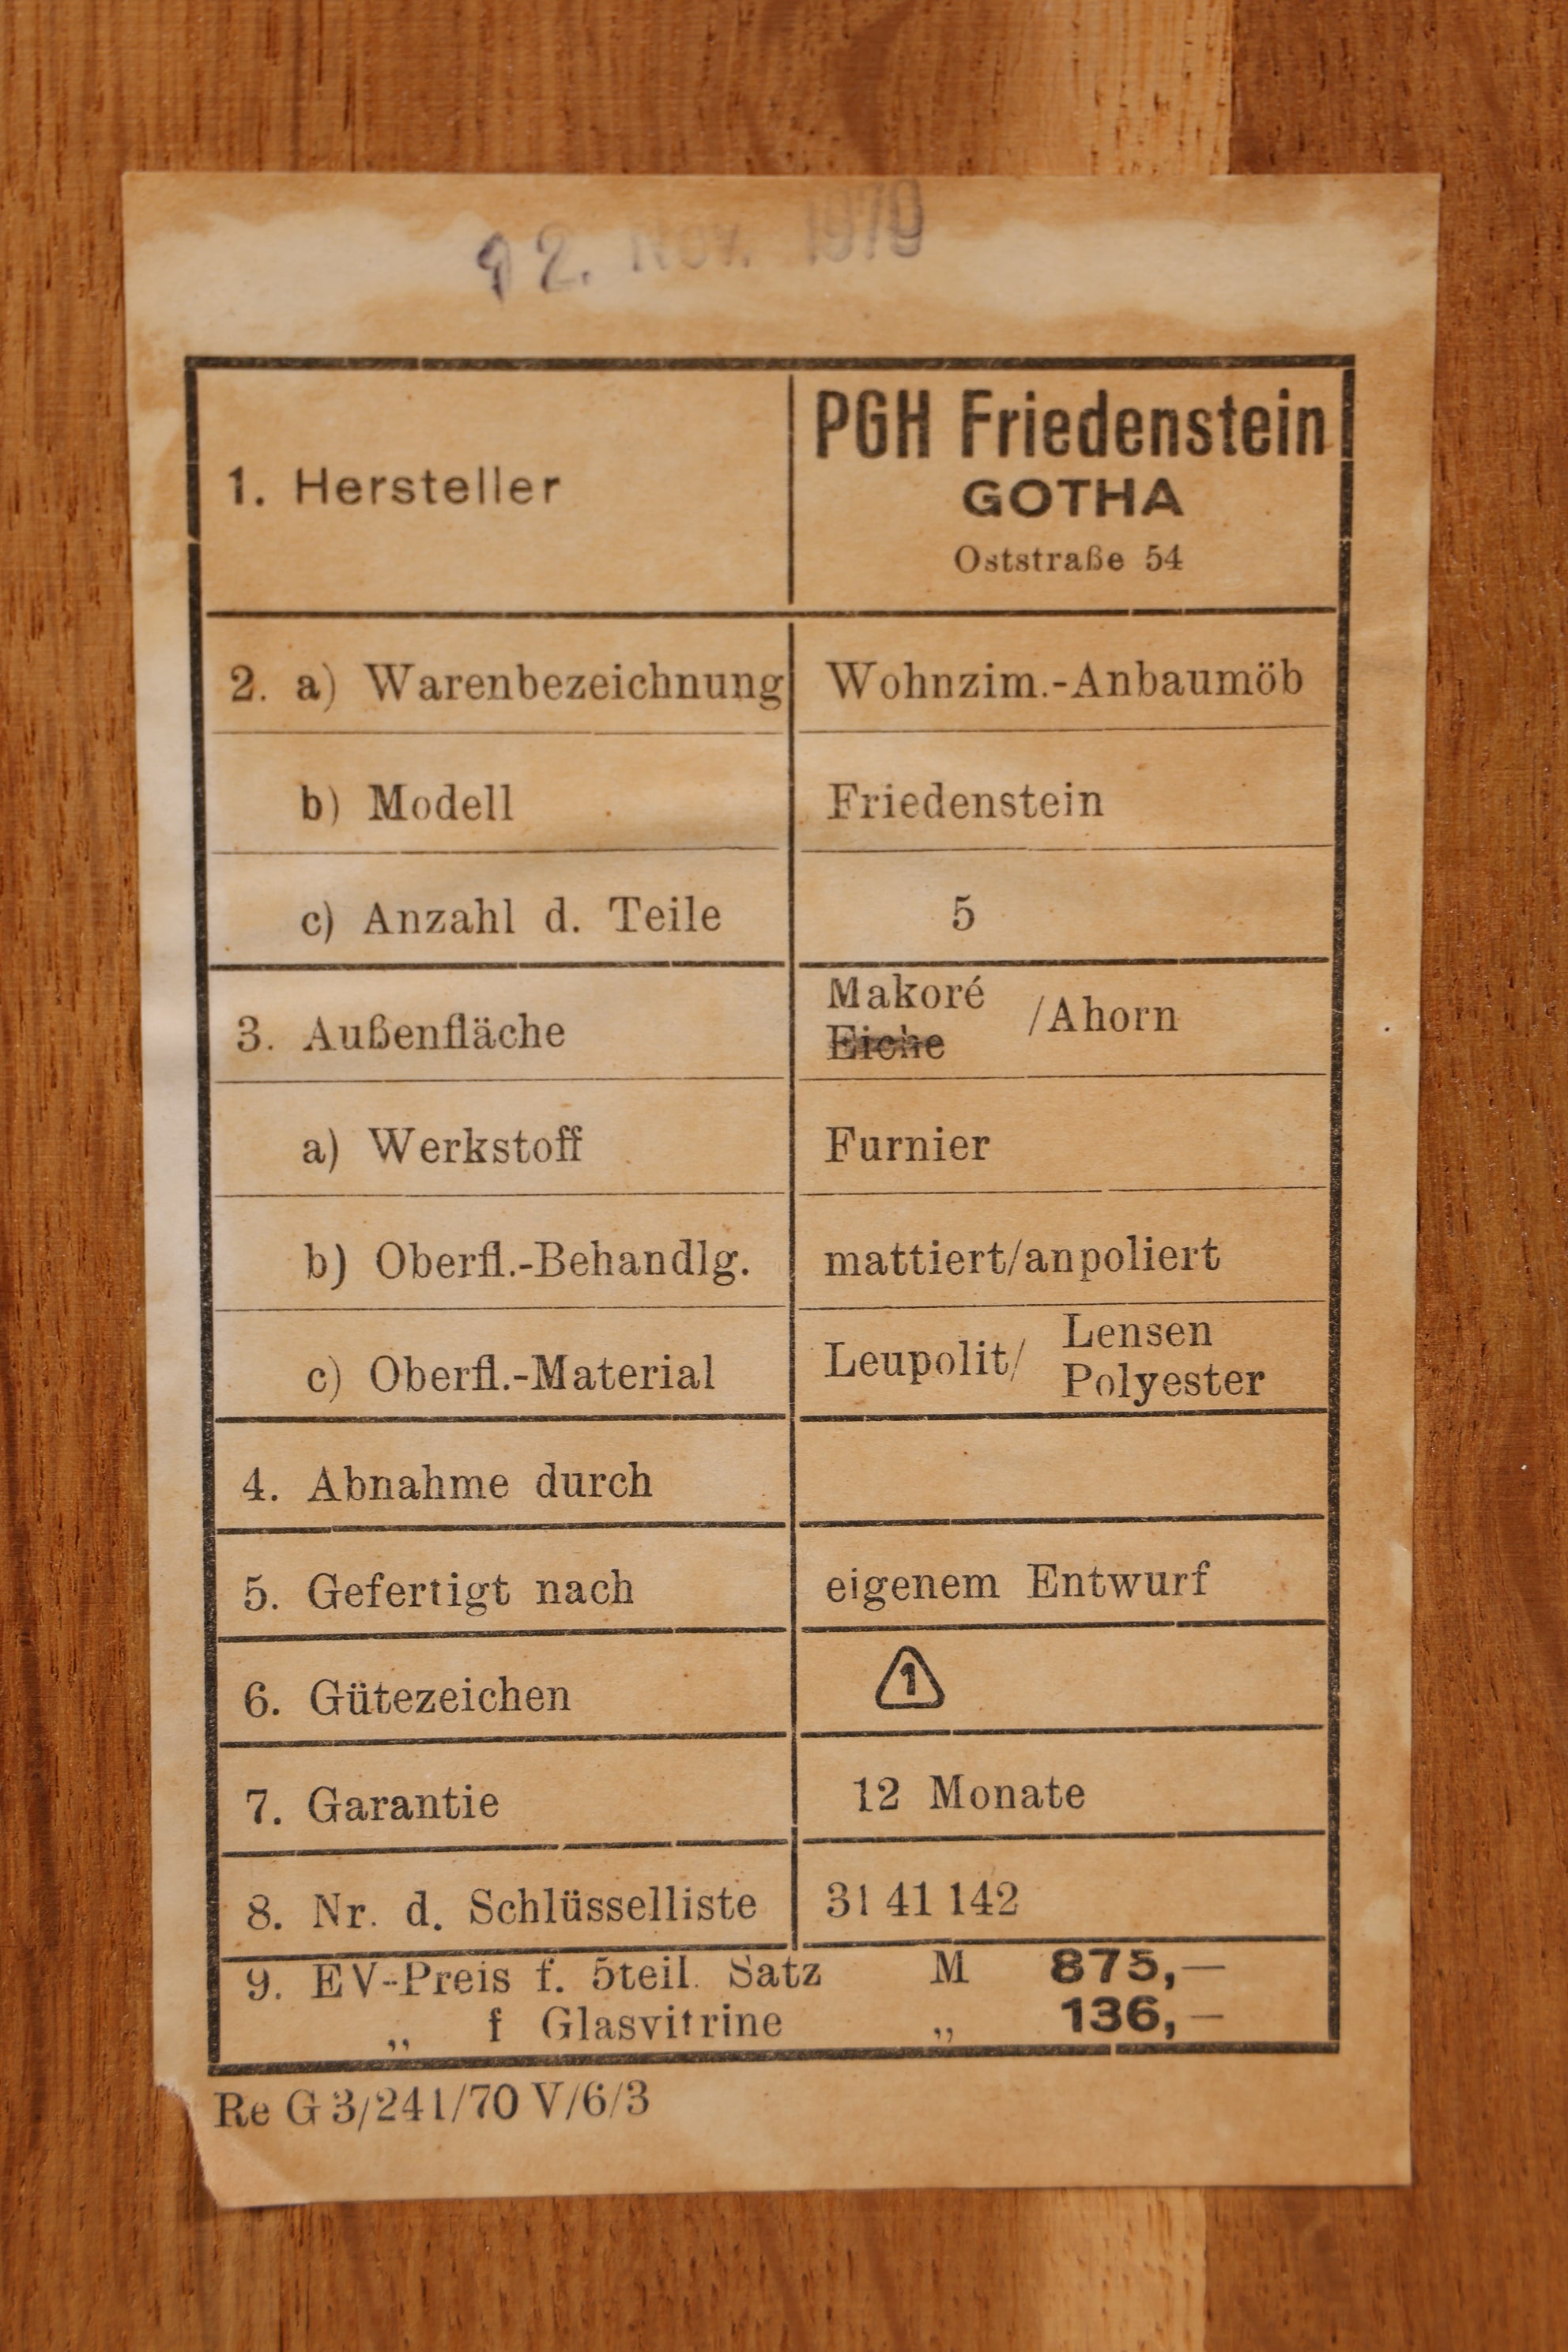 12. Nov. 1970
1. Hersteller
PGH Friedenstein
GOTHA
Oststraße 54
2. a) Warenbezeichnung Wohnzim.-Anbaumöb
b) Modell Friedenstein
c) Anzahl d. Teile 5
3. Außenfläche
Makoré
Eiche
/Ahorn
a) Werkstoff Furnier
b) Oberfl.-Behandlg. mattiert/anpoliert
c) Oberfl.-Material Leupolit/
Lensen
Polyester
4. Abnahme durch
5. Gefertigt nach eigenem Entwurf
6. Gütezeichen 1
7. Garantie 12 Monate
8. Nr. d. Schlüsselliste 31 41 142
9. EV-Preis f. 5teil. Satz M 875,—
„ f Glasvitrine „ 136,—
Re G 3/241/70 V/6/3